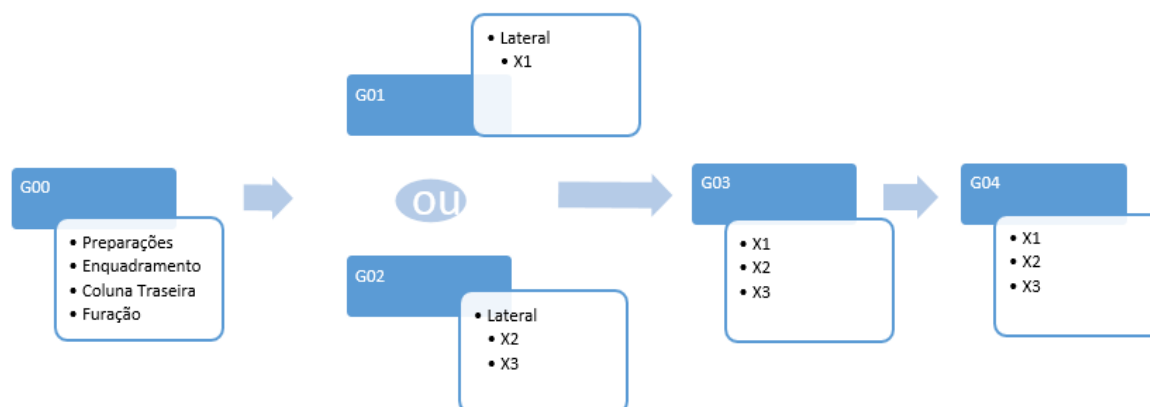 G00
• Preparações
• Enquadramento
• Coluna Traseira
• Furação
G01
• Lateral
• X1
ou
G02
• Lateral
• X2
• X3
G03
• X1
• X2
• X3
G04
• X1
• X2
• X3